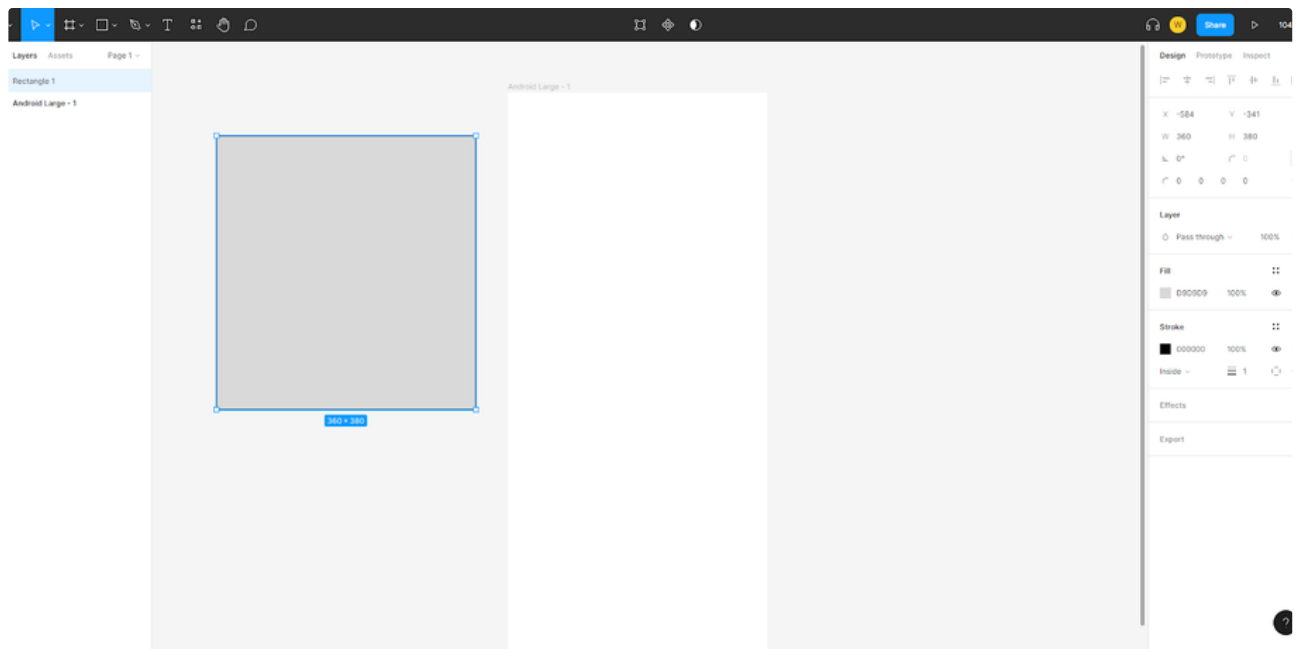 W Share 104
Layers Assets Page 1
Design Prototype Inspect
Rectangle 1
Android Large - 1
Android Large - 1
X -584 Y -341
W 360 H 380
0° 0
0 0 0 0
Layer
Pass through 100%
Fill
D9D9D9 100%
Stroke
000000 100%
Inside 1
Effects
360 × 380
Export
?